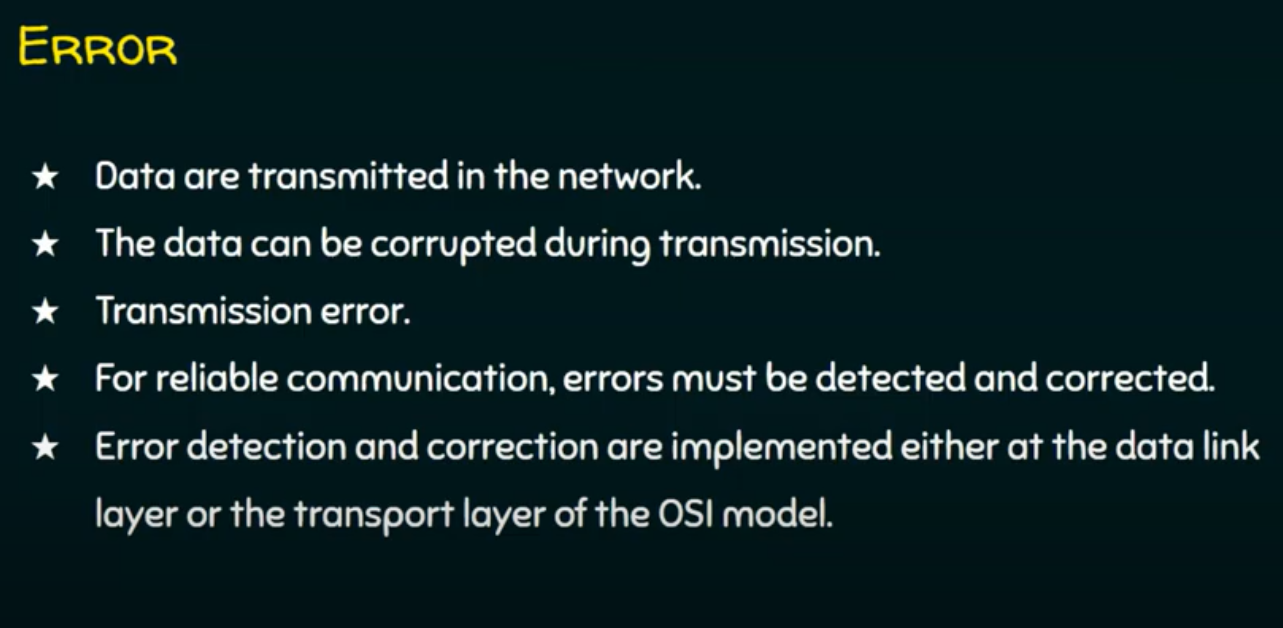 ERROR
★ Data are transmitted in the network.
★ The data can be corrupted during transmission.
★ Transmission error.
★ For reliable communication, errors must be detected and corrected.
★ Error detection and correction are implemented either at the data link
layer or the transport layer of the OSI model.